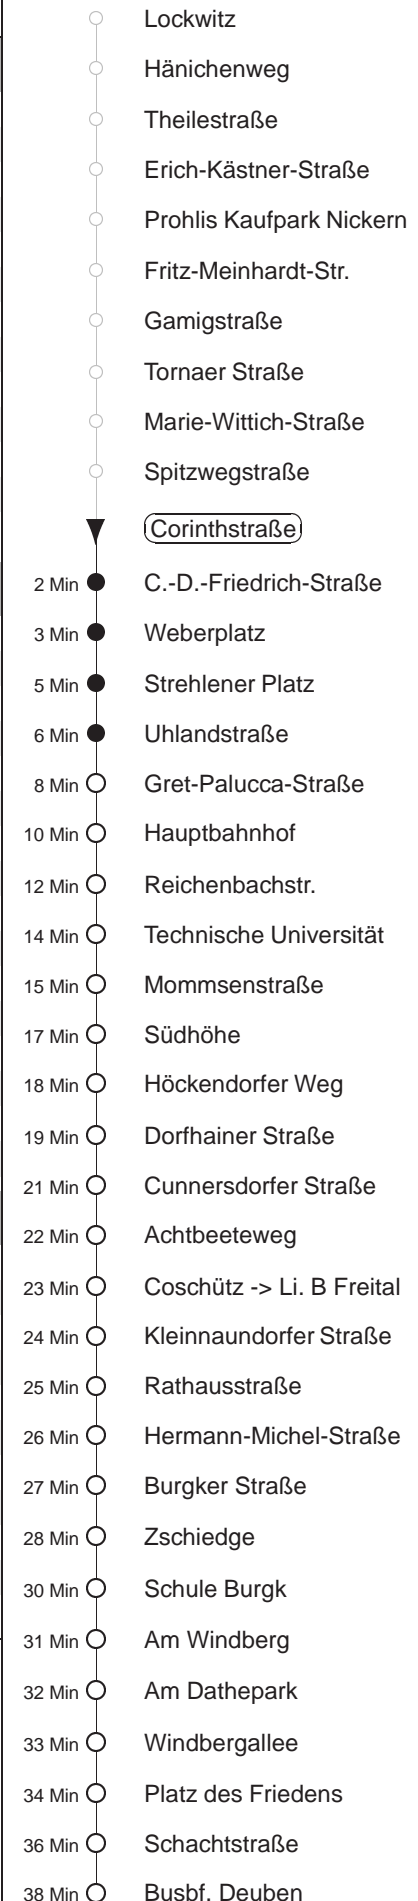 Lockwitz
Hänichenweg
Theilestraße
Erich-Kästner-Straße
Prohlis Kaufpark Nickern
Fritz-Meinhardt-Str.
Gamigstraße
Tornaer Straße
Marie-Wittich-Straße
Spitzwegstraße
Corinthstraße
2 Min C.-D.-Friedrich-Straße
3 Min Weberplatz
5 Min Strehlener Platz
6 Min Uhlandstraße
8 Min Gret-Palucca-Straße
10 Min Hauptbahnhof
12 Min Reichenbachstr.
14 Min Technische Universität
15 Min Mommsenstraße
17 Min Südhöhe
18 Min Höckendorfer Weg
19 Min Dorfhainer Straße
21 Min Cunnersdorfer Straße
22 Min Achtbeeteweg
23 Min Coschütz -> Li. B Freital
24 Min Kleinnaundorfer Straße
25 Min Rathausstraße
26 Min Hermann-Michel-Straße
27 Min Burgker Straße
28 Min Zschiedge
30 Min Schule Burgk
31 Min Am Windberg
32 Min Am Dathepark
33 Min Windbergallee
34 Min Platz des Friedens
36 Min Schachtstraße
38 Min Busbf. Deuben